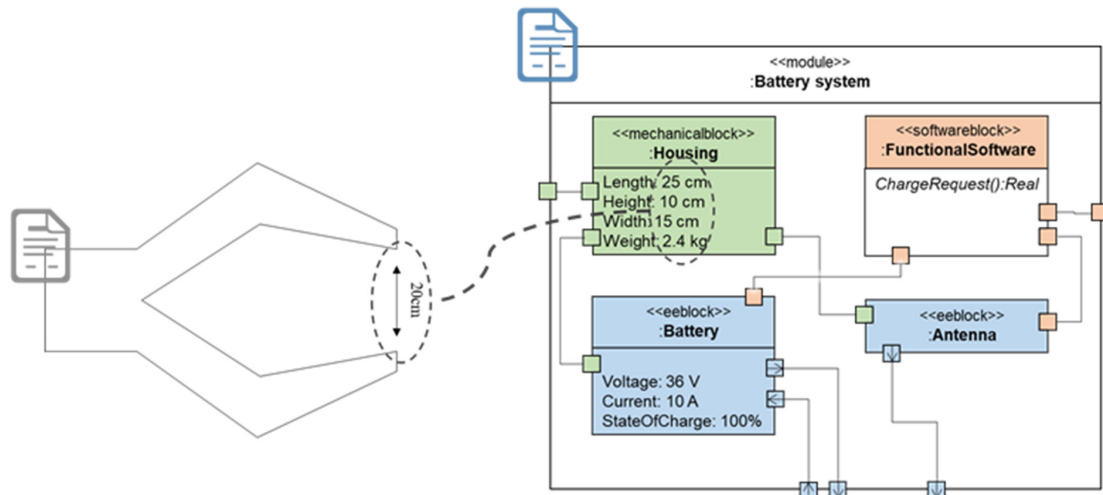 <<module>>
:Battery system
<<mechanicalblock>>
:Housing
Length: 25 cm
Height: 10 cm
Width: 15 cm
Weight: 2.4 kg
<<softwareblock>>
:FunctionalSoftware
ChargeRequest():Real
20cm
<<eeblock>>
:Battery
Voltage: 36 V
Current: 10 A
StateOfCharge: 100%
<<eeblock>>
:Antenna